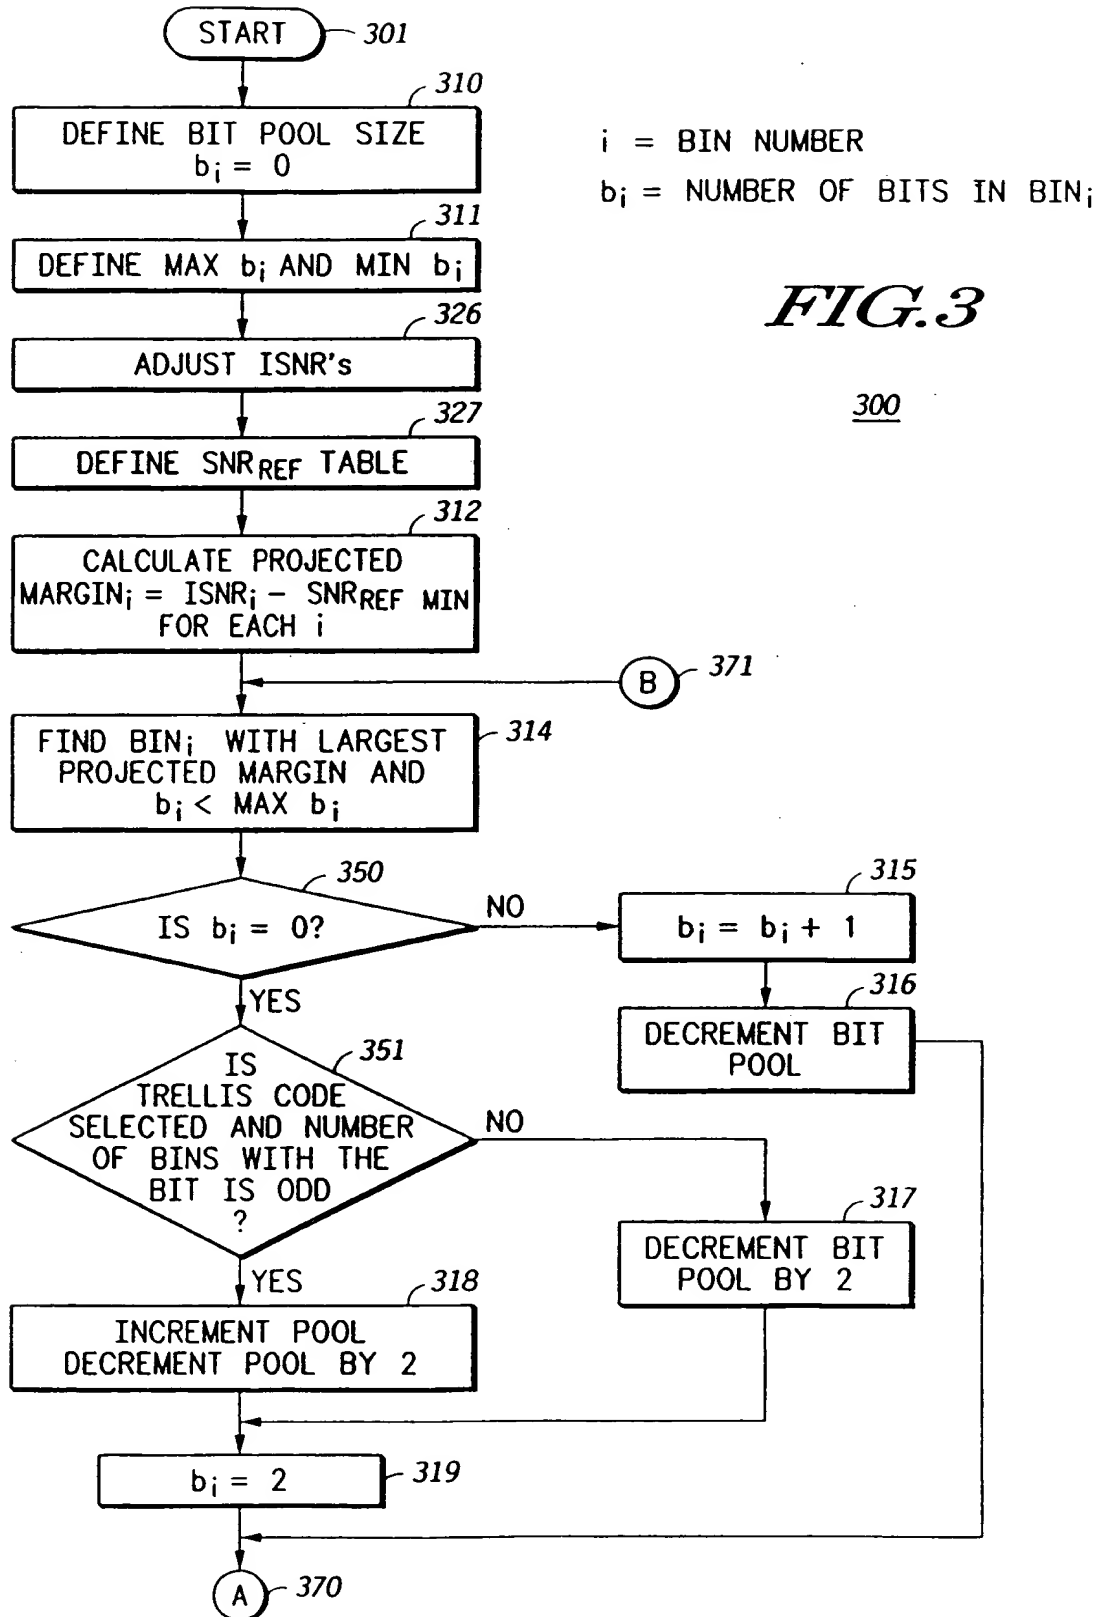 START
301
310
DEFINE BIT POOL SIZE
bi = 0
i = BIN NUMBER
bi = NUMBER OF BITS IN BINi
311
DEFINE MAX bi AND MIN bi
FIG.3
326
ADJUST ISNR's
300
327
DEFINE SNRREF TABLE
312
CALCULATE PROJECTED
MARGINi = ISNRi - SNRREF MIN
FOR EACH i
B
371
314
FIND BINi WITH LARGEST
PROJECTED MARGIN AND
bi < MAX bi
350
IS bi = 0?
NO
315
bi = bi + 1
YES
316
DECREMENT BIT
POOL
351
IS
TRELLIS CODE
SELECTED AND NUMBER
OF BINS WITH THE
BIT IS ODD
?
NO
317
DECREMENT BIT
POOL BY 2
YES
318
INCREMENT POOL
DECREMENT POOL BY 2
bi = 2
319
A
370